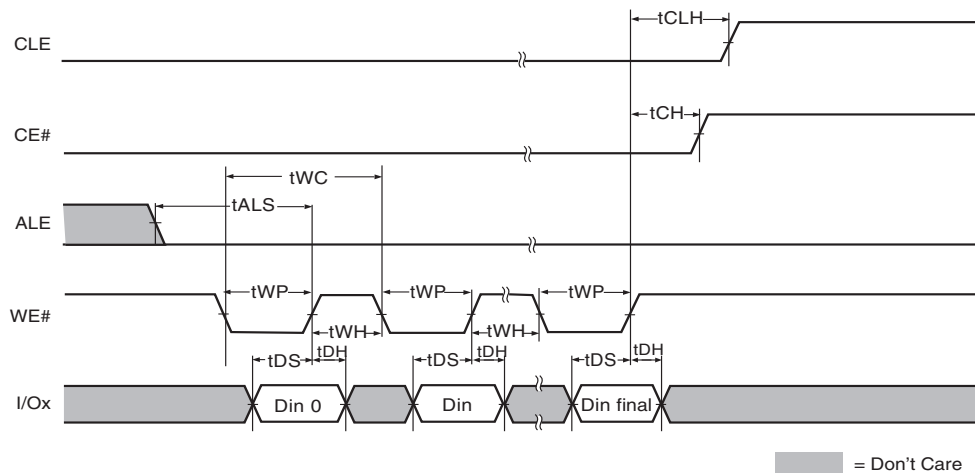 tCLH
CLE
CE#
tCH
tWC
tALS
ALE
tWP
tWP
tWP
WE#
tWH
tWH
tDS
tDH
tDS
tDH
tDS
tDH
I/Ox
Din 0
Din
Din final
= Don't Care